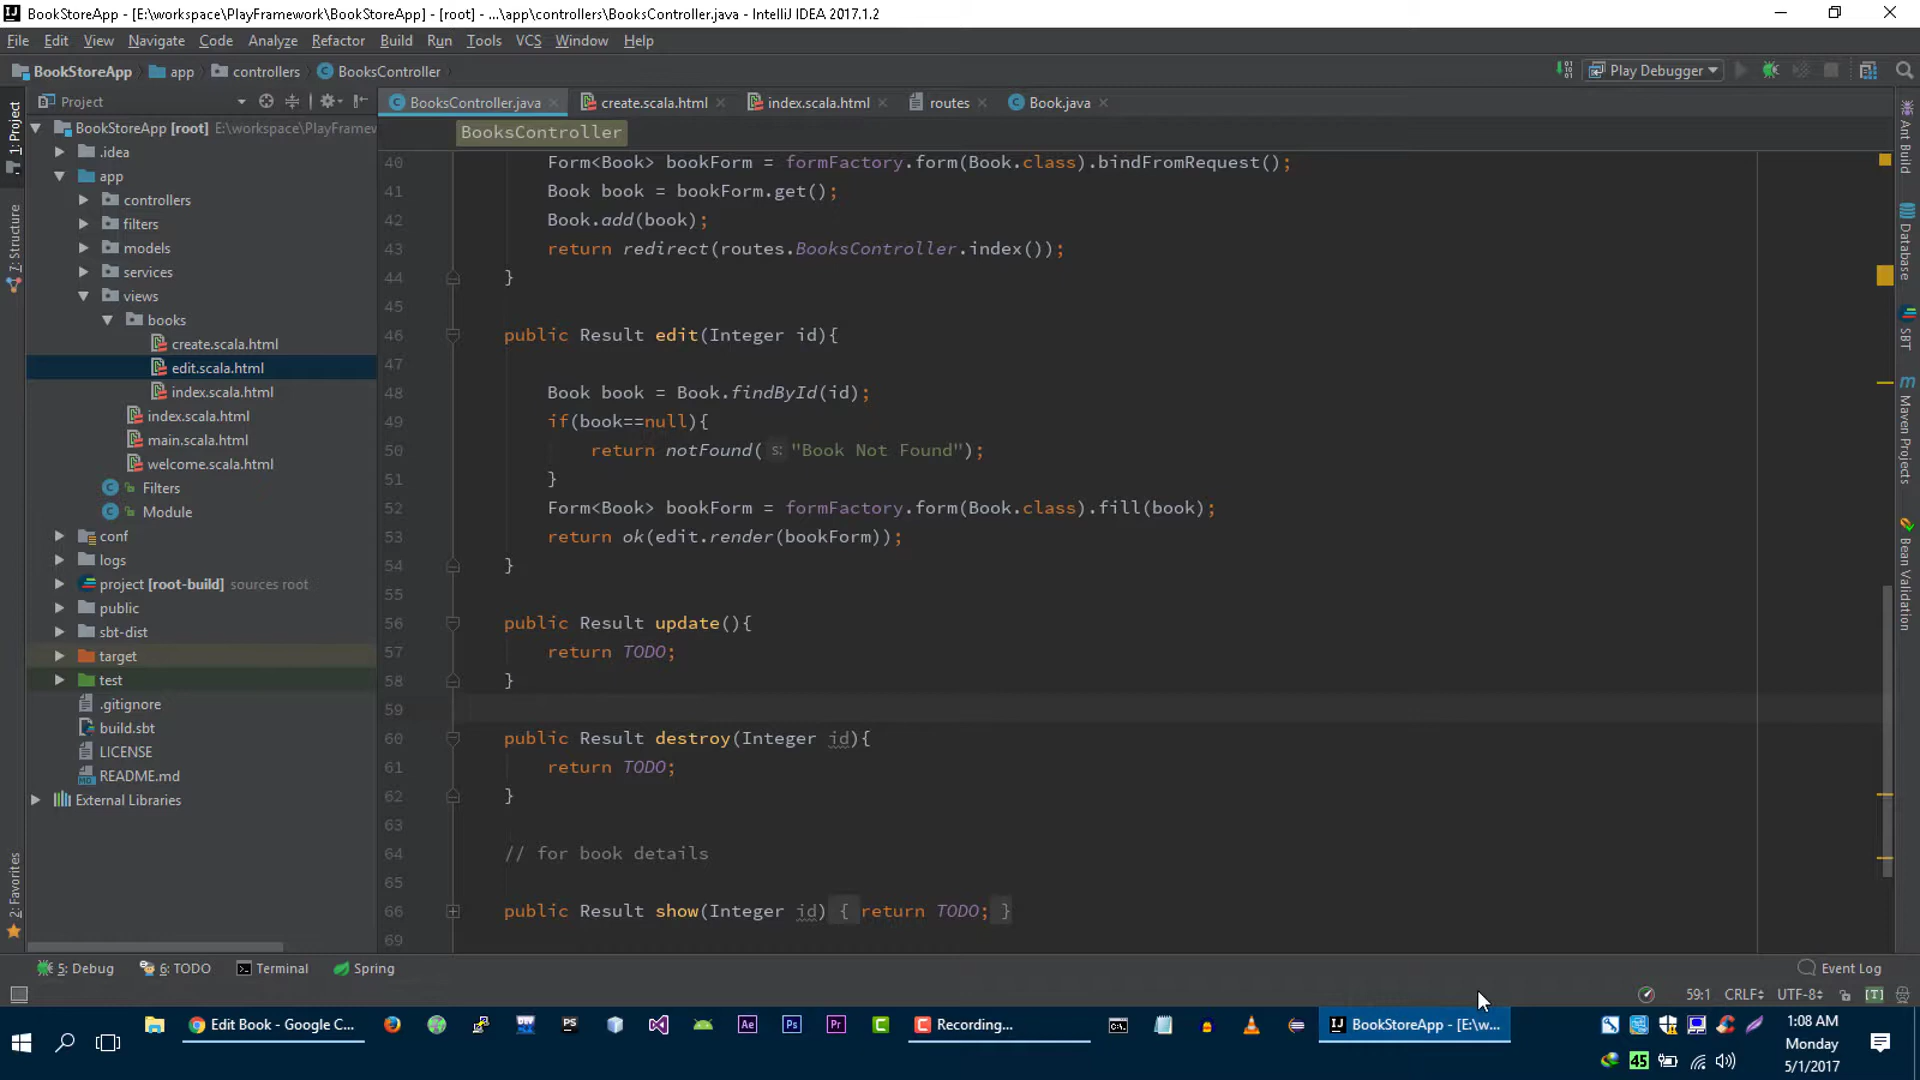 BookStoreApp - [E:\workspace\PlayFramework\BookStoreApp] - [root] - ...\app\controllers\BooksController.java - IntelliJ IDEA 2017.1.2
File Edit View Navigate Code Analyze Refactor Build Run Tools VCS Window Help
BookStoreApp app controllers BooksController
Play Debugger
Project
BooksController.java create.scala.html index.scala.html routes Book.java
BooksController
BookStoreApp [root] E:\workspace\PlayFramew
.idea
app
controllers
filters
models
services
views
books
create.scala.html
edit.scala.html
index.scala.html
index.scala.html
main.scala.html
welcome.scala.html
Filters
Module
conf
logs
project [root-build] sources root
public
sbt-dist
target
test
.gitignore
build.sbt
LICENSE
README.md
External Libraries
1: Project
7: Structure
2: Favorites
40 Form<Book> bookForm = formFactory.form(Book.class).bindFromRequest();
41 Book book = bookForm.get();
42 Book.add(book);
43 return redirect(routes.BooksController.index());
44 }
45
46 public Result edit(Integer id){
47
48 Book book = Book.findById(id);
49 if(book==null){
50 return notFound( s: "Book Not Found");
51 }
52 Form<Book> bookForm = formFactory.form(Book.class).fill(book);
53 return ok(edit.render(bookForm));
54 }
55
56 public Result update(){
57 return TODO;
58 }
59
60 public Result destroy(Integer id){
61 return TODO;
62 }
63
64 // for book details
65
66 public Result show(Integer id) { return TODO; }
69
Ant Build
Database
SBT
Maven Projects
Bean Validation
5: Debug 6: TODO Terminal Spring Event Log
59:1 CRLF UTF-8 [T]
Edit Book - Google C... Recording... BookStoreApp - [E:\w...
45
1:08 AM
Monday
5/1/2017